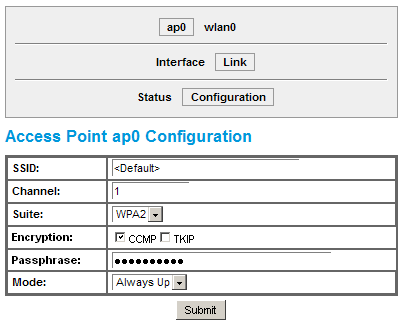 ap0 wlan0
Interface Link
Status Configuration
Access Point ap0 Configuration
SSID: <Default>
Channel: 1
Suite: WPA2
Encryption: CCMP TKIP
Passphrase: ●●●●●●●●●●
Mode: Always Up
Submit